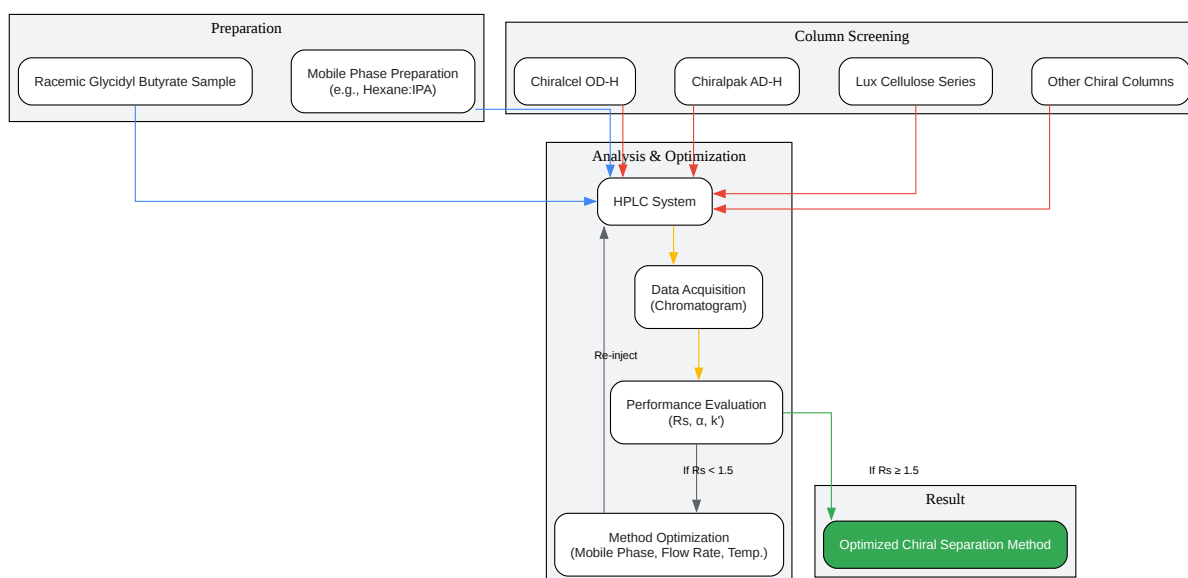 Preparation
Racemic Glycidyl Butyrate Sample
Mobile Phase Preparation
(e.g., Hexane:IPA)
Column Screening
Chiralcel OD-H
Chiralpak AD-H
Lux Cellulose Series
Other Chiral Columns
Analysis & Optimization
HPLC System
Data Acquisition
(Chromatogram)
Re-inject
Performance Evaluation
(Rs, α, k')
If Rs < 1.5
If Rs ≥ 1.5
Method Optimization
(Mobile Phase, Flow Rate, Temp.)
Result
Optimized Chiral Separation Method